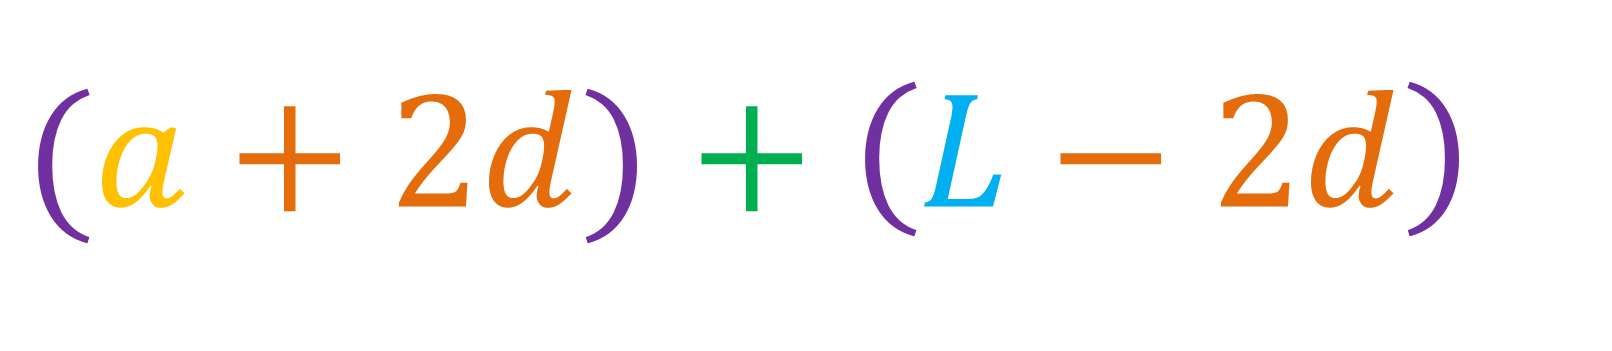 (a + 2d) + (L − 2d)